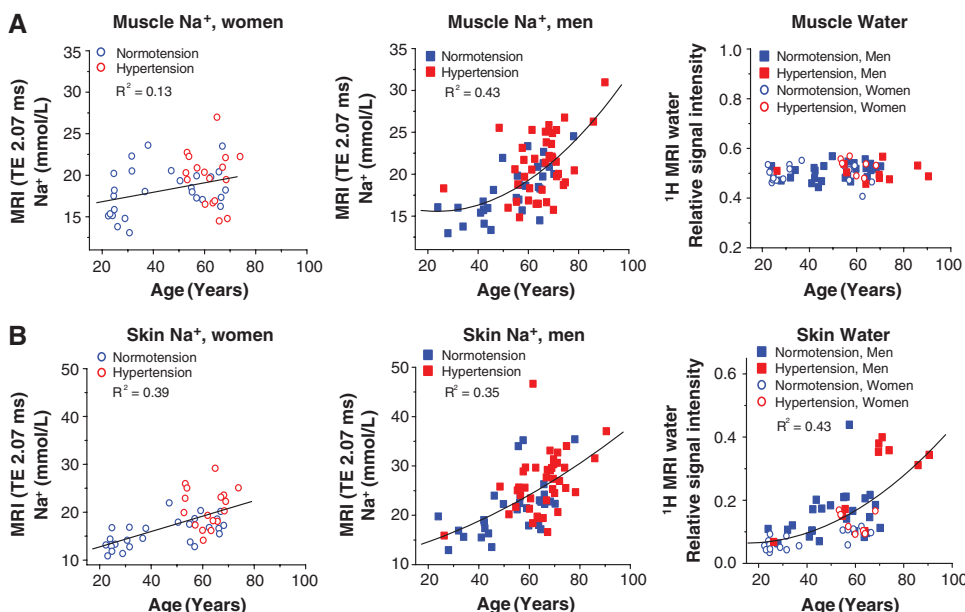 A
Muscle Na⁺, women
MRI (TE 2.07 ms)
Na⁺ (mmol/L)
35
30
25
20
15
Normotension
Hypertension
R² = 0.13
20 40 60 80 100
Age (Years)
Muscle Na⁺, men
MRI (TE 2.07 ms)
Na⁺ (mmol/L)
35
30
25
20
15
Normotension
Hypertension
R² = 0.43
20 40 60 80 100
Age (Years)
Muscle Water
¹H MRI water
Relative signal intensity
1.0
0.8
0.6
0.4
0.2
Normotension, Men
Hypertension, Men
Normotension, Women
Hypertension, Women
20 40 60 80 100
Age (Years)
B
Skin Na⁺, women
MRI (TE 2.07 ms)
Na⁺ (mmol/L)
50
40
30
20
10
Normotension
Hypertension
R² = 0.39
20 40 60 80 100
Age (Years)
Skin Na⁺, men
MRI (TE 2.07 ms)
Na⁺ (mmol/L)
50
40
30
20
10
Normotension
Hypertension
R² = 0.35
20 40 60 80 100
Age (Years)
Skin Water
¹H MRI water
Relative signal intensity
0.6
0.4
0.2
0.0
Normotension, Men
Hypertension, Men
Normotension, Women
Hypertension, Women
R² = 0.43
20 40 60 80 100
Age (Years)